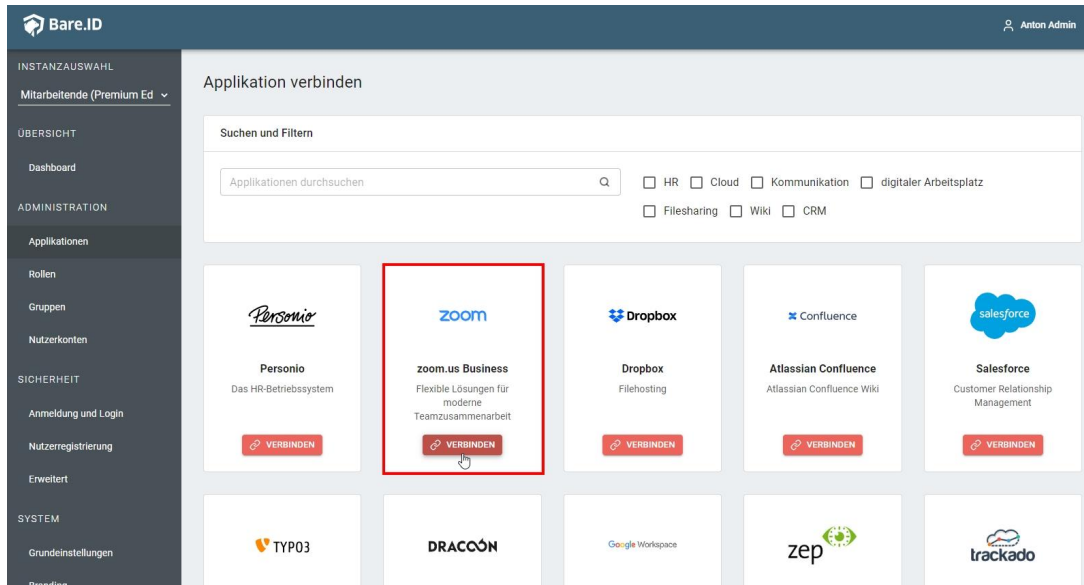 Bare.ID
Anton Admin
INSTANZAUSWAHL
Mitarbeitende (Premium Ed
ÜBERSICHT
Dashboard
ADMINISTRATION
Applikationen
Rollen
Gruppen
Nutzerkonten
SICHERHEIT
Anmeldung und Login
Nutzerregistrierung
Erweitert
SYSTEM
Grundeinstellungen
Branding
Applikation verbinden
Suchen und Filtern
Applikationen durchsuchen
HR Cloud Kommunikation digitaler Arbeitsplatz
Filesharing Wiki CRM
Personio
Personio
Das HR-Betriebssystem
VERBINDEN
zoom
zoom.us Business
Flexible Lösungen für
moderne
Teamzusammenarbeit
VERBINDEN
Dropbox
Dropbox
Filehosting
VERBINDEN
Confluence
Atlassian Confluence
Atlassian Confluence Wiki
VERBINDEN
salesforce
Salesforce
Customer Relationship
Management
VERBINDEN
TYPO3
DRACOON
Google Workspace
zep
trackado